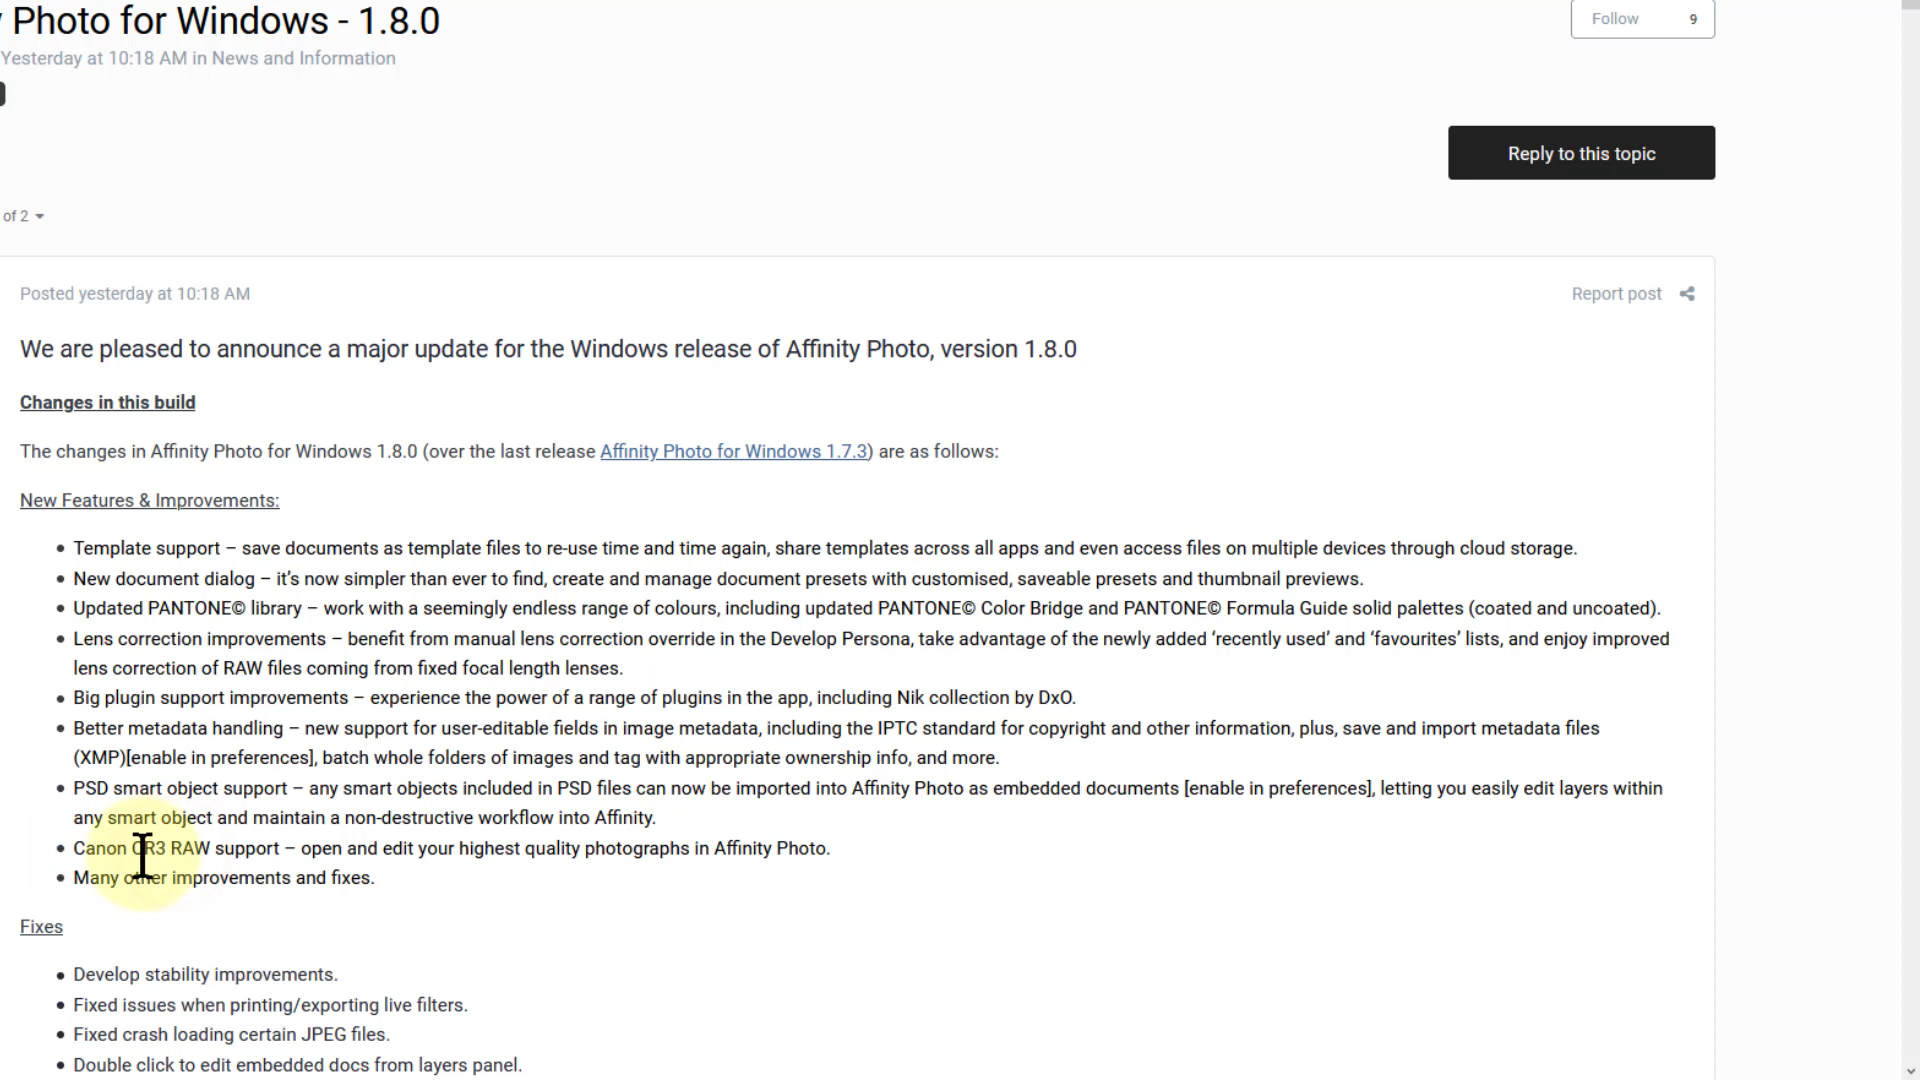 Photo for Windows - 1.8.0
Follow 9
Yesterday at 10:18 AM in News and Information
Reply to this topic
of 2
Posted yesterday at 10:18 AM
Report post
We are pleased to announce a major update for the Windows release of Affinity Photo, version 1.8.0
Changes in this build
The changes in Affinity Photo for Windows 1.8.0 (over the last release Affinity Photo for Windows 1.7.3) are as follows:
New Features & Improvements:
• Template support – save documents as template files to re-use time and time again, share templates across all apps and even access files on multiple devices through cloud storage.
• New document dialog – it’s now simpler than ever to find, create and manage document presets with customised, saveable presets and thumbnail previews.
• Updated PANTONE© library – work with a seemingly endless range of colours, including updated PANTONE© Color Bridge and PANTONE© Formula Guide solid palettes (coated and uncoated).
• Lens correction improvements – benefit from manual lens correction override in the Develop Persona, take advantage of the newly added ‘recently used’ and ‘favourites’ lists, and enjoy improved
lens correction of RAW files coming from fixed focal length lenses.
• Big plugin support improvements – experience the power of a range of plugins in the app, including Nik collection by DxO.
• Better metadata handling – new support for user-editable fields in image metadata, including the IPTC standard for copyright and other information, plus, save and import metadata files
(XMP)[enable in preferences], batch whole folders of images and tag with appropriate ownership info, and more.
• PSD smart object support – any smart objects included in PSD files can now be imported into Affinity Photo as embedded documents [enable in preferences], letting you easily edit layers within
any smart object and maintain a non-destructive workflow into Affinity.
• Canon CR3 RAW support – open and edit your highest quality photographs in Affinity Photo.
• Many other improvements and fixes.
Fixes
• Develop stability improvements.
• Fixed issues when printing/exporting live filters.
• Fixed crash loading certain JPEG files.
• Double click to edit embedded docs from layers panel.